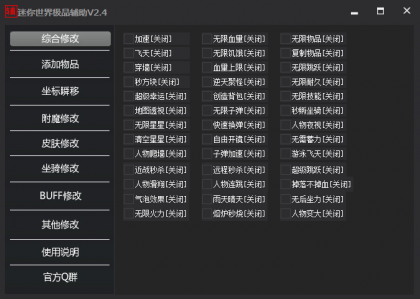 迷你世界极品辅助V2.4
综合修改
添加物品
坐标瞬移
附魔修改
皮肤修改
坐骑修改
BUFF修改
其他修改
使用说明
官方Q群
加速[关闭] 无限血量[关闭] 无限物品[关闭]
飞天[关闭] 无限饥饿[关闭] 复制物品[关闭]
穿墙[关闭] 血量上限[关闭] 无限跳跃[关闭]
秒方块[关闭] 逆天聚怪[关闭] 无限耐久[关闭]
超级幸运[关闭] 创造背包[关闭] 无限技能[关闭]
地图透视[关闭] 无限子弹[关闭] 秒驯坐骑[关闭]
无限星星[关闭] 快速换弹[关闭] 人物夜视[关闭]
清空星星[关闭] 自由开镜[关闭] 无需蓄力[关闭]
人物翻墙[关闭] 子弹加速[关闭] 游泳飞天[关闭]
近战秒杀[关闭] 远程秒杀[关闭] 超级跳跃[关闭]
人物滑翔[关闭] 人物连跳[关闭] 掉落不掉血[关闭]
气泡效果[关闭] 雨天晴天[关闭] 无后坐力[关闭]
无限火力[关闭] 熔炉秒烧[关闭] 人物变大[关闭]